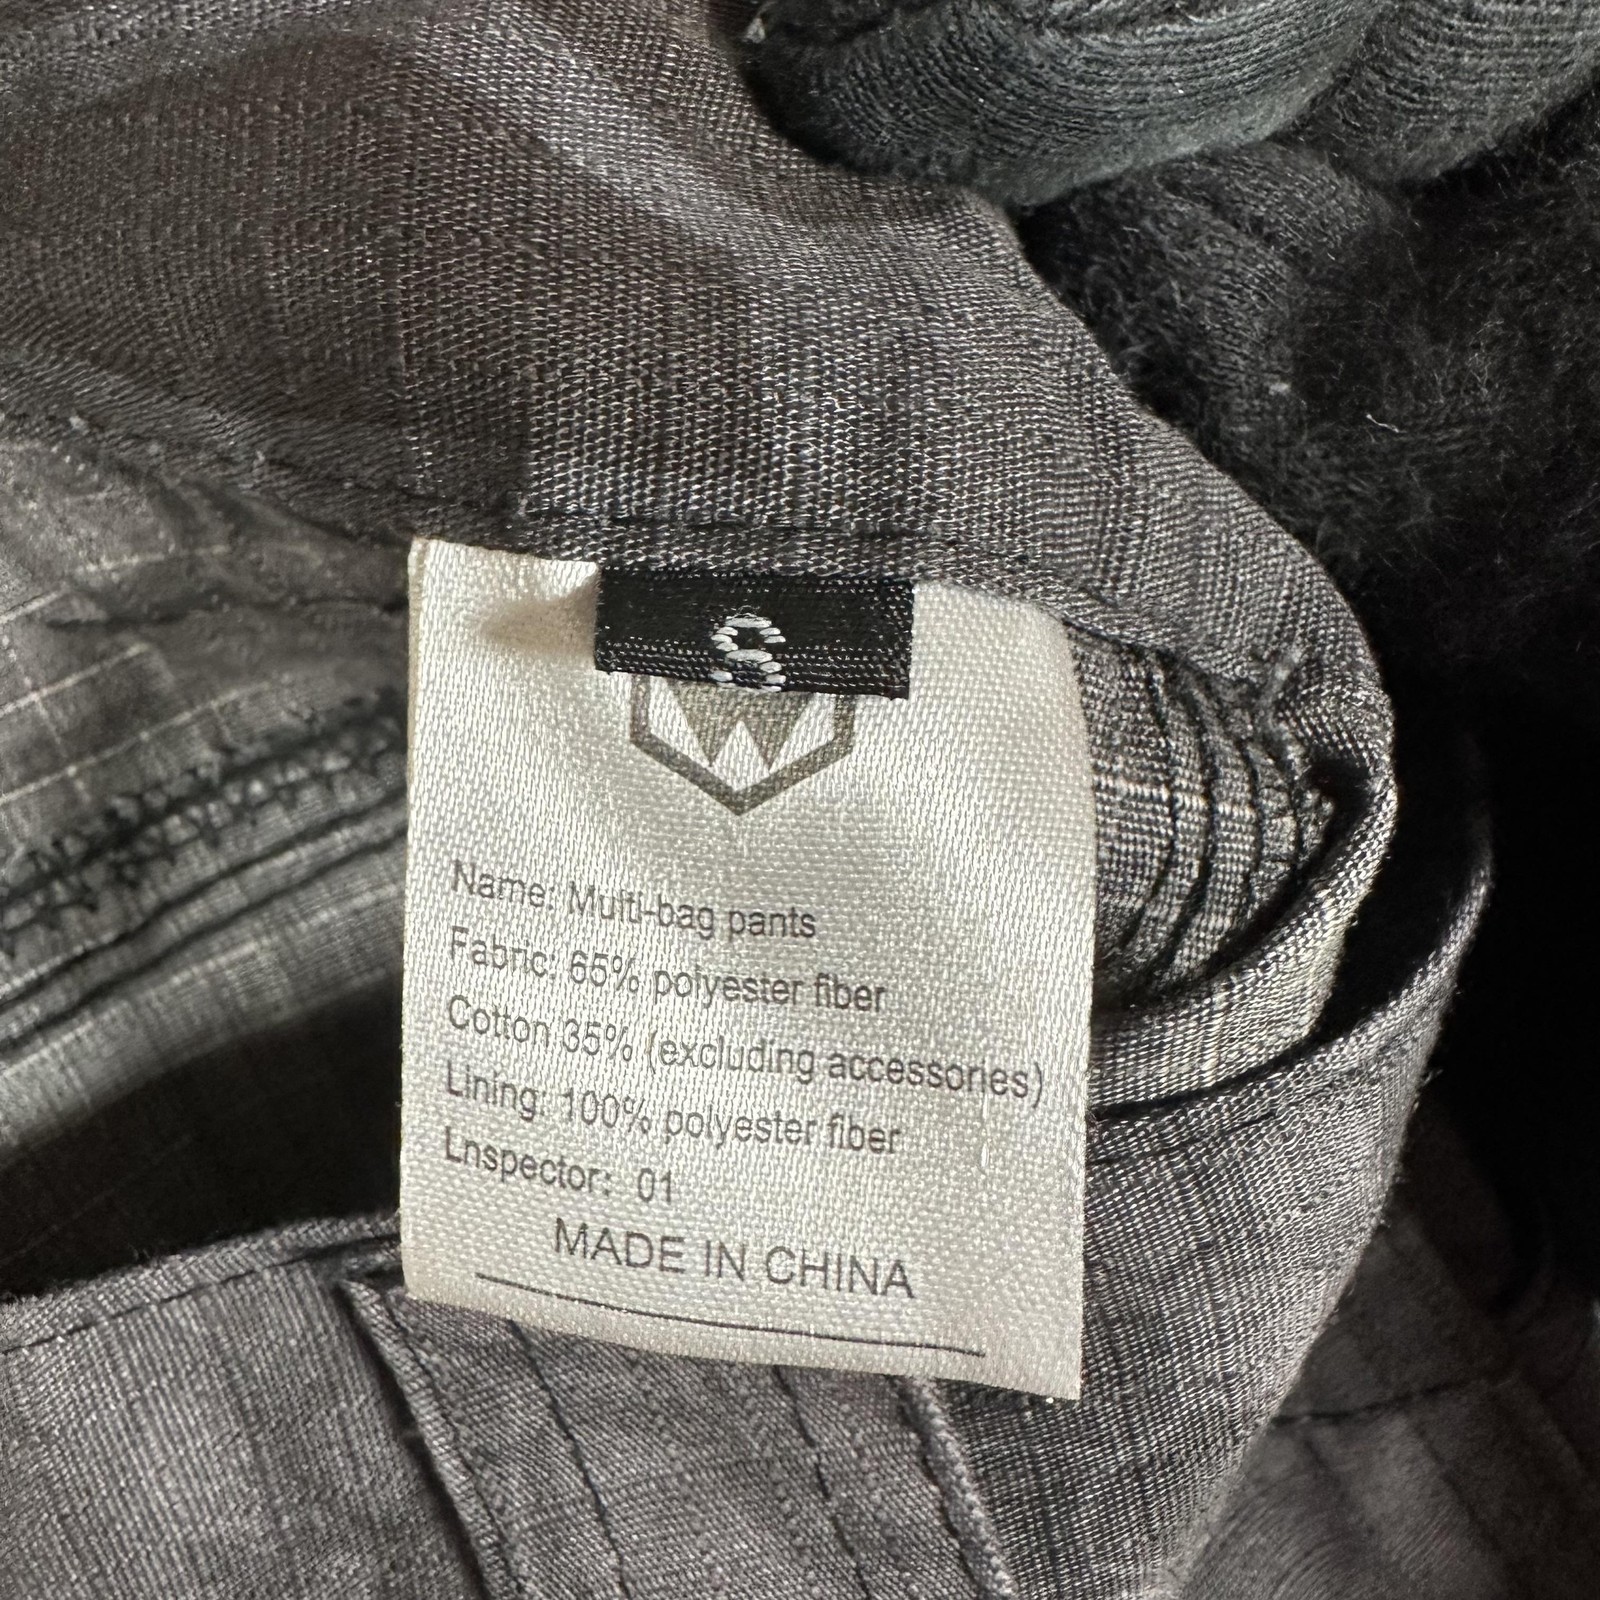 8
Name: Multi-bag pants
Fabric: 65% polyester fiber
Cotton 35% (excluding accessories)
Lining: 100% polyester fiber
Lnspector: 01
MADE IN CHINA